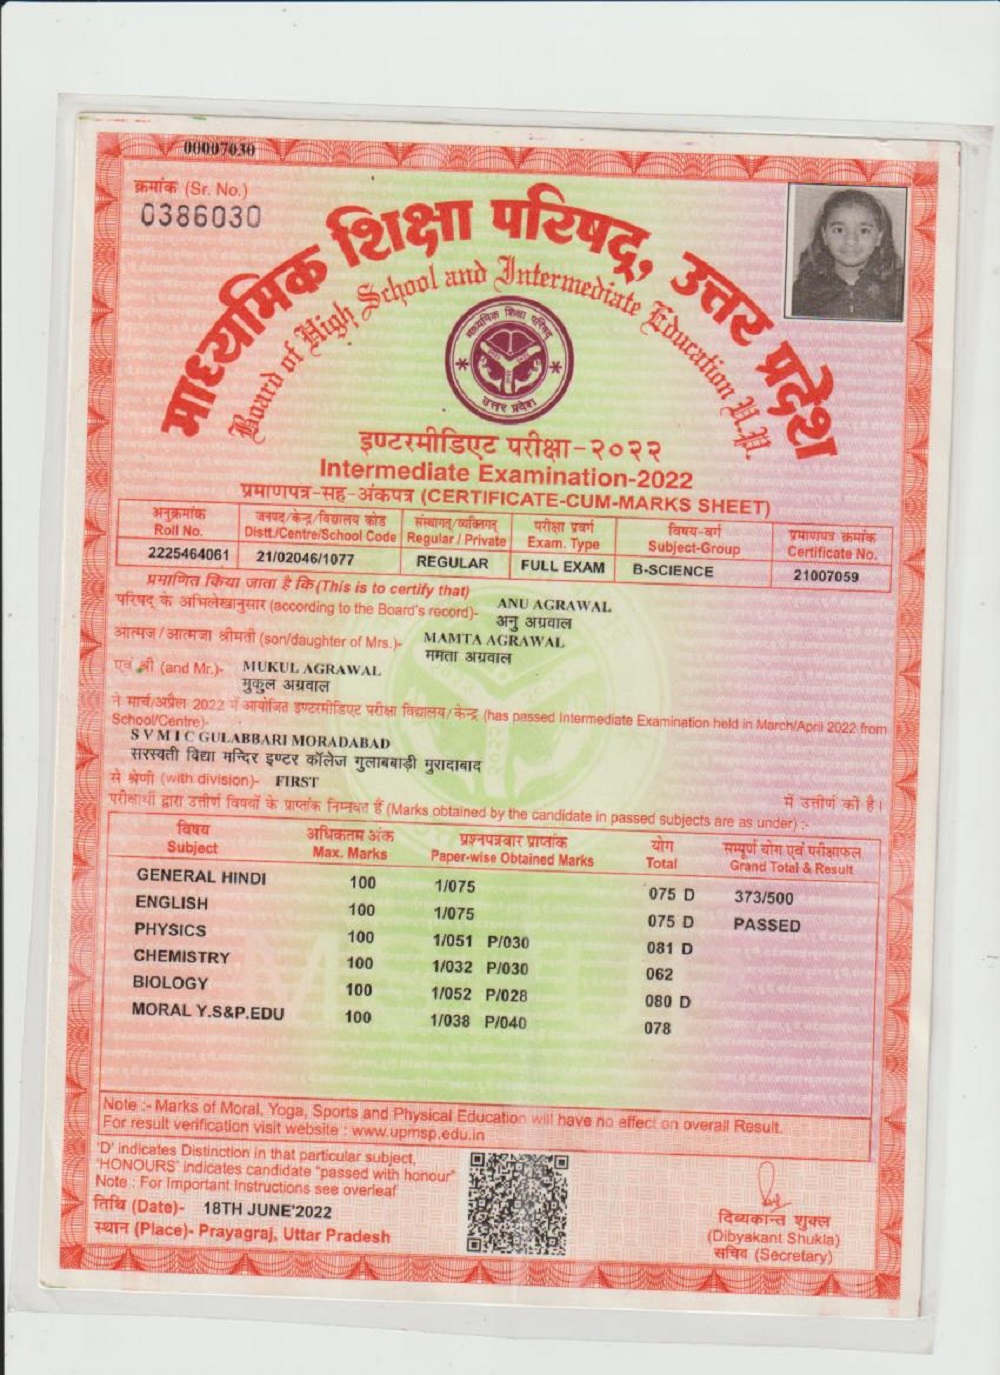 00007030
क्रमांक (Sr. No.)
0386030
माध्यमिक शिक्षा परिषद्, उत्तर प्रदेश
Board of High School and Intermediate Education U.P.
माध्यमिक शिक्षा परिषद्
उत्तर प्रदेश
इण्टरमीडिएट परीक्षा-२०२२
Intermediate Examination-2022
प्रमाणपत्र-सह-अंकपत्र (CERTIFICATE-CUM-MARKS SHEET)
अनुक्रमांक जनपद/केन्द्र/विद्यालय कोड संस्थागत/व्यक्तिगत परीक्षा प्रवर्ग विषय-वर्ग प्रमाणपत्र क्रमांक
Roll No. Distt./Centre/School Code Regular / Private Exam. Type Subject-Group Certificate No.
2225464061 21/02046/1077 REGULAR FULL EXAM B-SCIENCE 21007059
प्रमाणित किया जाता है कि (This is to certify that)
परिषद् के अभिलेखानुसार (according to the Board's record)- ANU AGRAWAL
अनु अग्रवाल
आत्मज/आत्मजा श्रीमती (son/daughter of Mrs.)- MAMTA AGRAWAL
ममता अग्रवाल
एवं श्री (and Mr.)- MUKUL AGRAWAL
मुकुल अग्रवाल
ने मार्च/अप्रैल 2022 में आयोजित इण्टरमीडिएट परीक्षा विद्यालय/केन्द्र (has passed Intermediate Examination held in March/April 2022 from
School/Centre)-
S V M I C GULABBARI MORADABAD
सरस्वती विद्या मन्दिर इण्टर कॉलेज गुलाबबाड़ी मुरादाबाद
से श्रेणी (with division)- FIRST
में उत्तीर्ण की है।
परीक्षार्थी द्वारा उत्तीर्ण विषयों के प्राप्तांक निम्नवत हैं (Marks obtained by the candidate in passed subjects are as under) :-
विषय अधिकतम अंक प्रश्नपत्रवार प्राप्तांक योग सम्पूर्ण योग एवं परीक्षाफल
Subject Max. Marks Paper-wise Obtained Marks Total Grand Total & Result
GENERAL HINDI 100 1/075 075 D 373/500
ENGLISH 100 1/075 075 D PASSED
PHYSICS 100 1/051 P/030 081 D
CHEMISTRY 100 1/032 P/030 062
BIOLOGY 100 1/052 P/028 080 D
MORAL Y.S&P.EDU 100 1/038 P/040 078
Note :- Marks of Moral, Yoga, Sports and Physical Education will have no effect on overall Result.
For result verification visit website : www.upmsp.edu.in
'D' indicates Distinction in that particular subject,
"HONOURS" indicates candidate "passed with honour"
Note : For Important Instructions see overleaf
तिथि (Date)- 18TH JUNE'2022
स्थान (Place)- Prayagraj, Uttar Pradesh
दिब्यकान्त शुक्ल
(Dibyakant Shukla)
सचिव (Secretary)